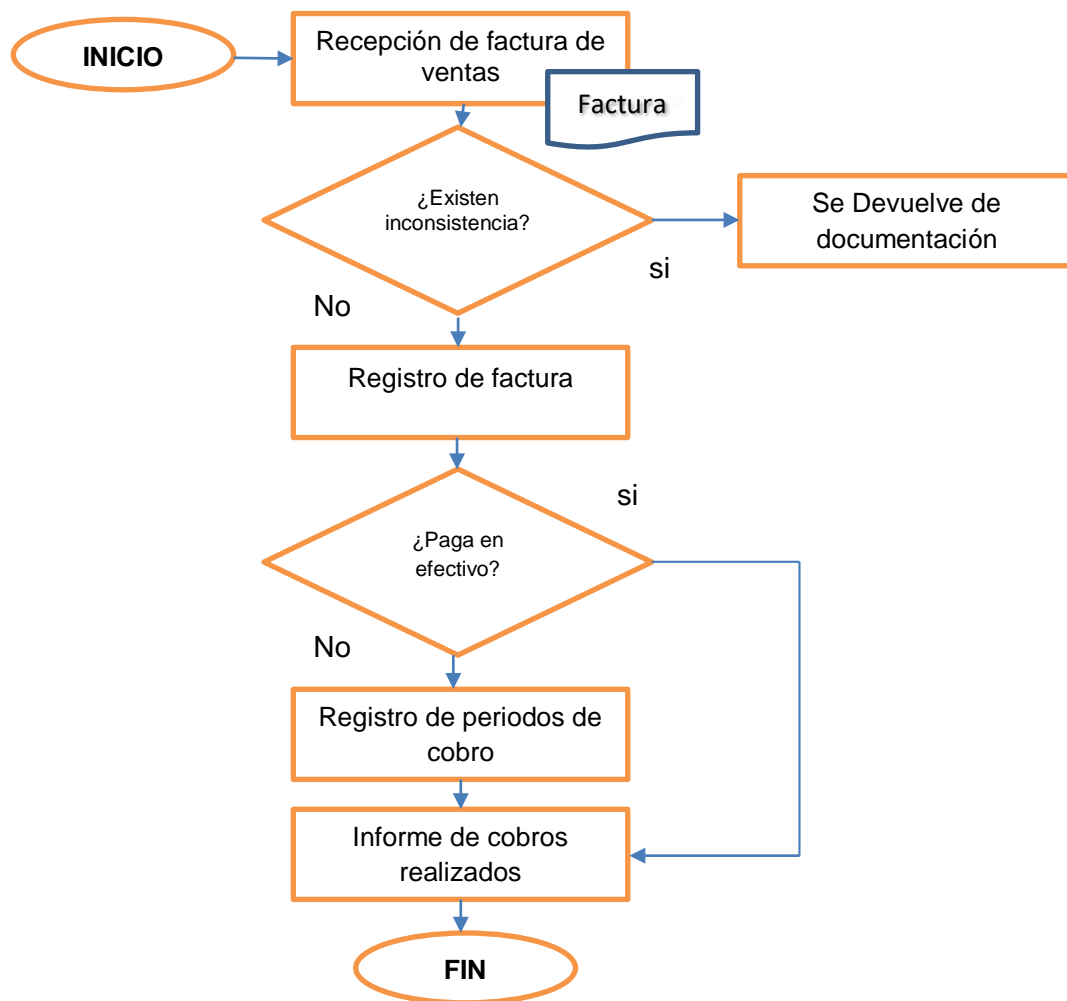 INICIO
Recepción de factura de
ventas
Factura
¿Existen
inconsistencia?
Se Devuelve de
documentación
si
No
Registro de factura
si
¿Paga en
efectivo?
No
Registro de periodos de
cobro
Informe de cobros
realizados
FIN